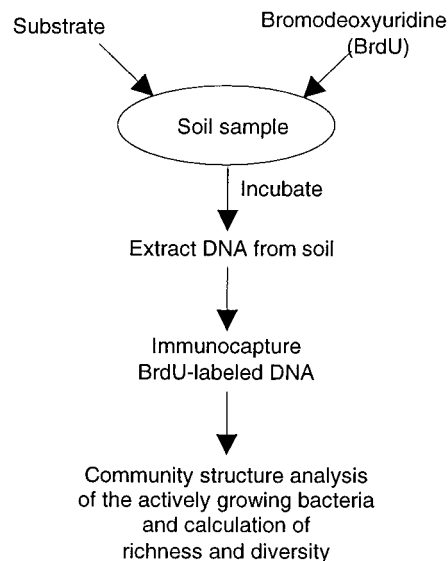 Substrate
Bromodeoxyuridine
(BrdU)
Soil sample
Incubate
Extract DNA from soil
Immunocapture
BrdU-labeled DNA
Community structure analysis
of the actively growing bacteria
and calculation of
richness and diversity